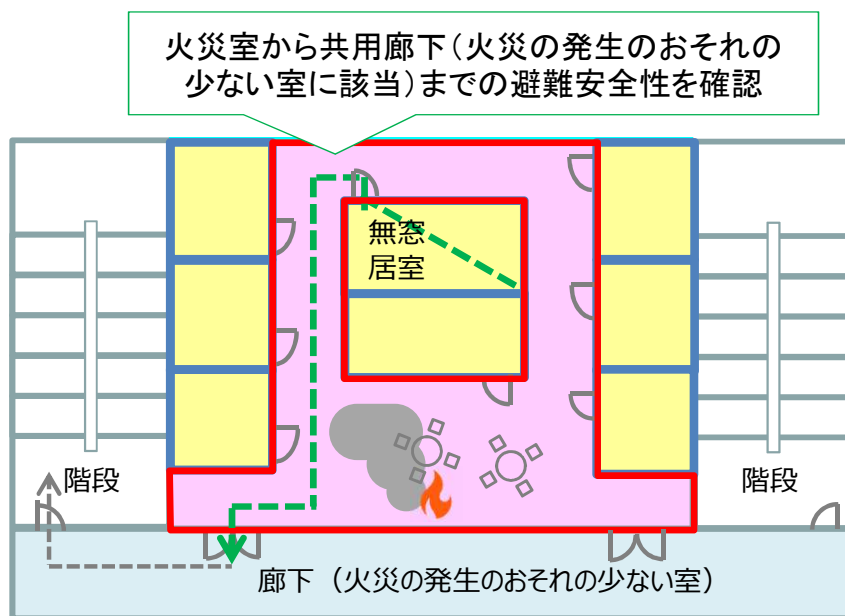 火災室から共用廊下（火災の発生のおそれの
少ない室に該当）までの避難安全性を確認
無窓
居室
階段
階段
廊下（火災の発生のおそれの少ない室）